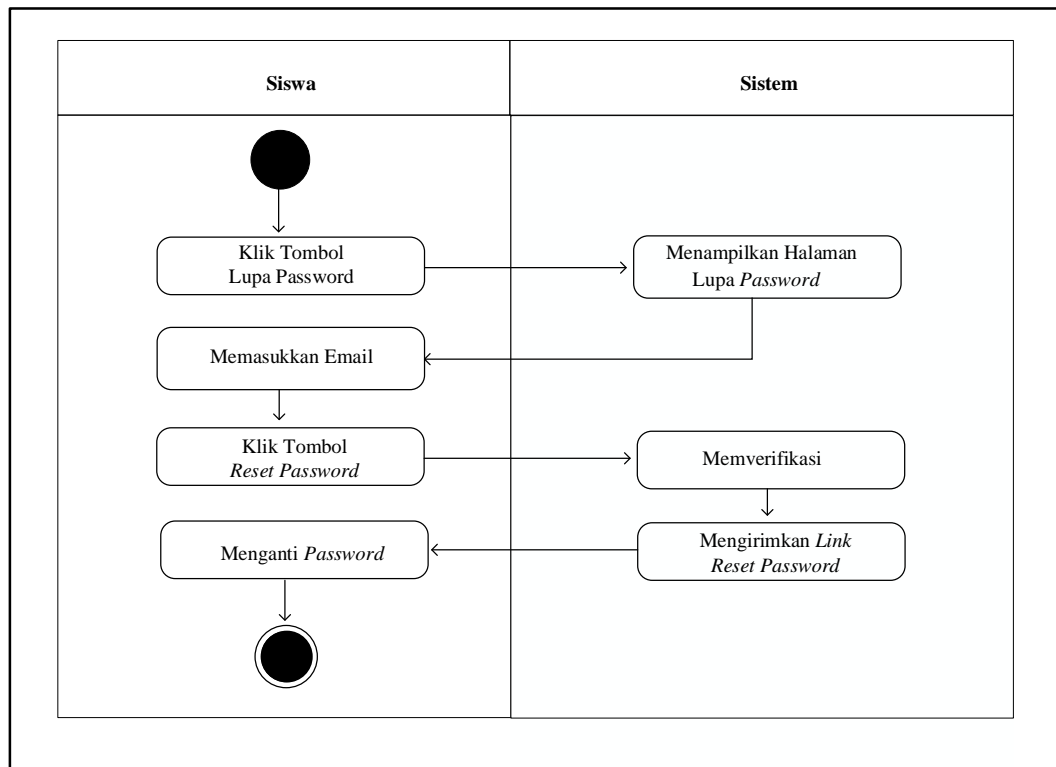 Siswa
Sistem
Klik Tombol
Lupa Password
Menampilkan Halaman
Lupa Password
Memasukkan Email
Klik Tombol
Reset Password
Memverifikasi
Mengirimkan Link
Reset Password
Menganti Password